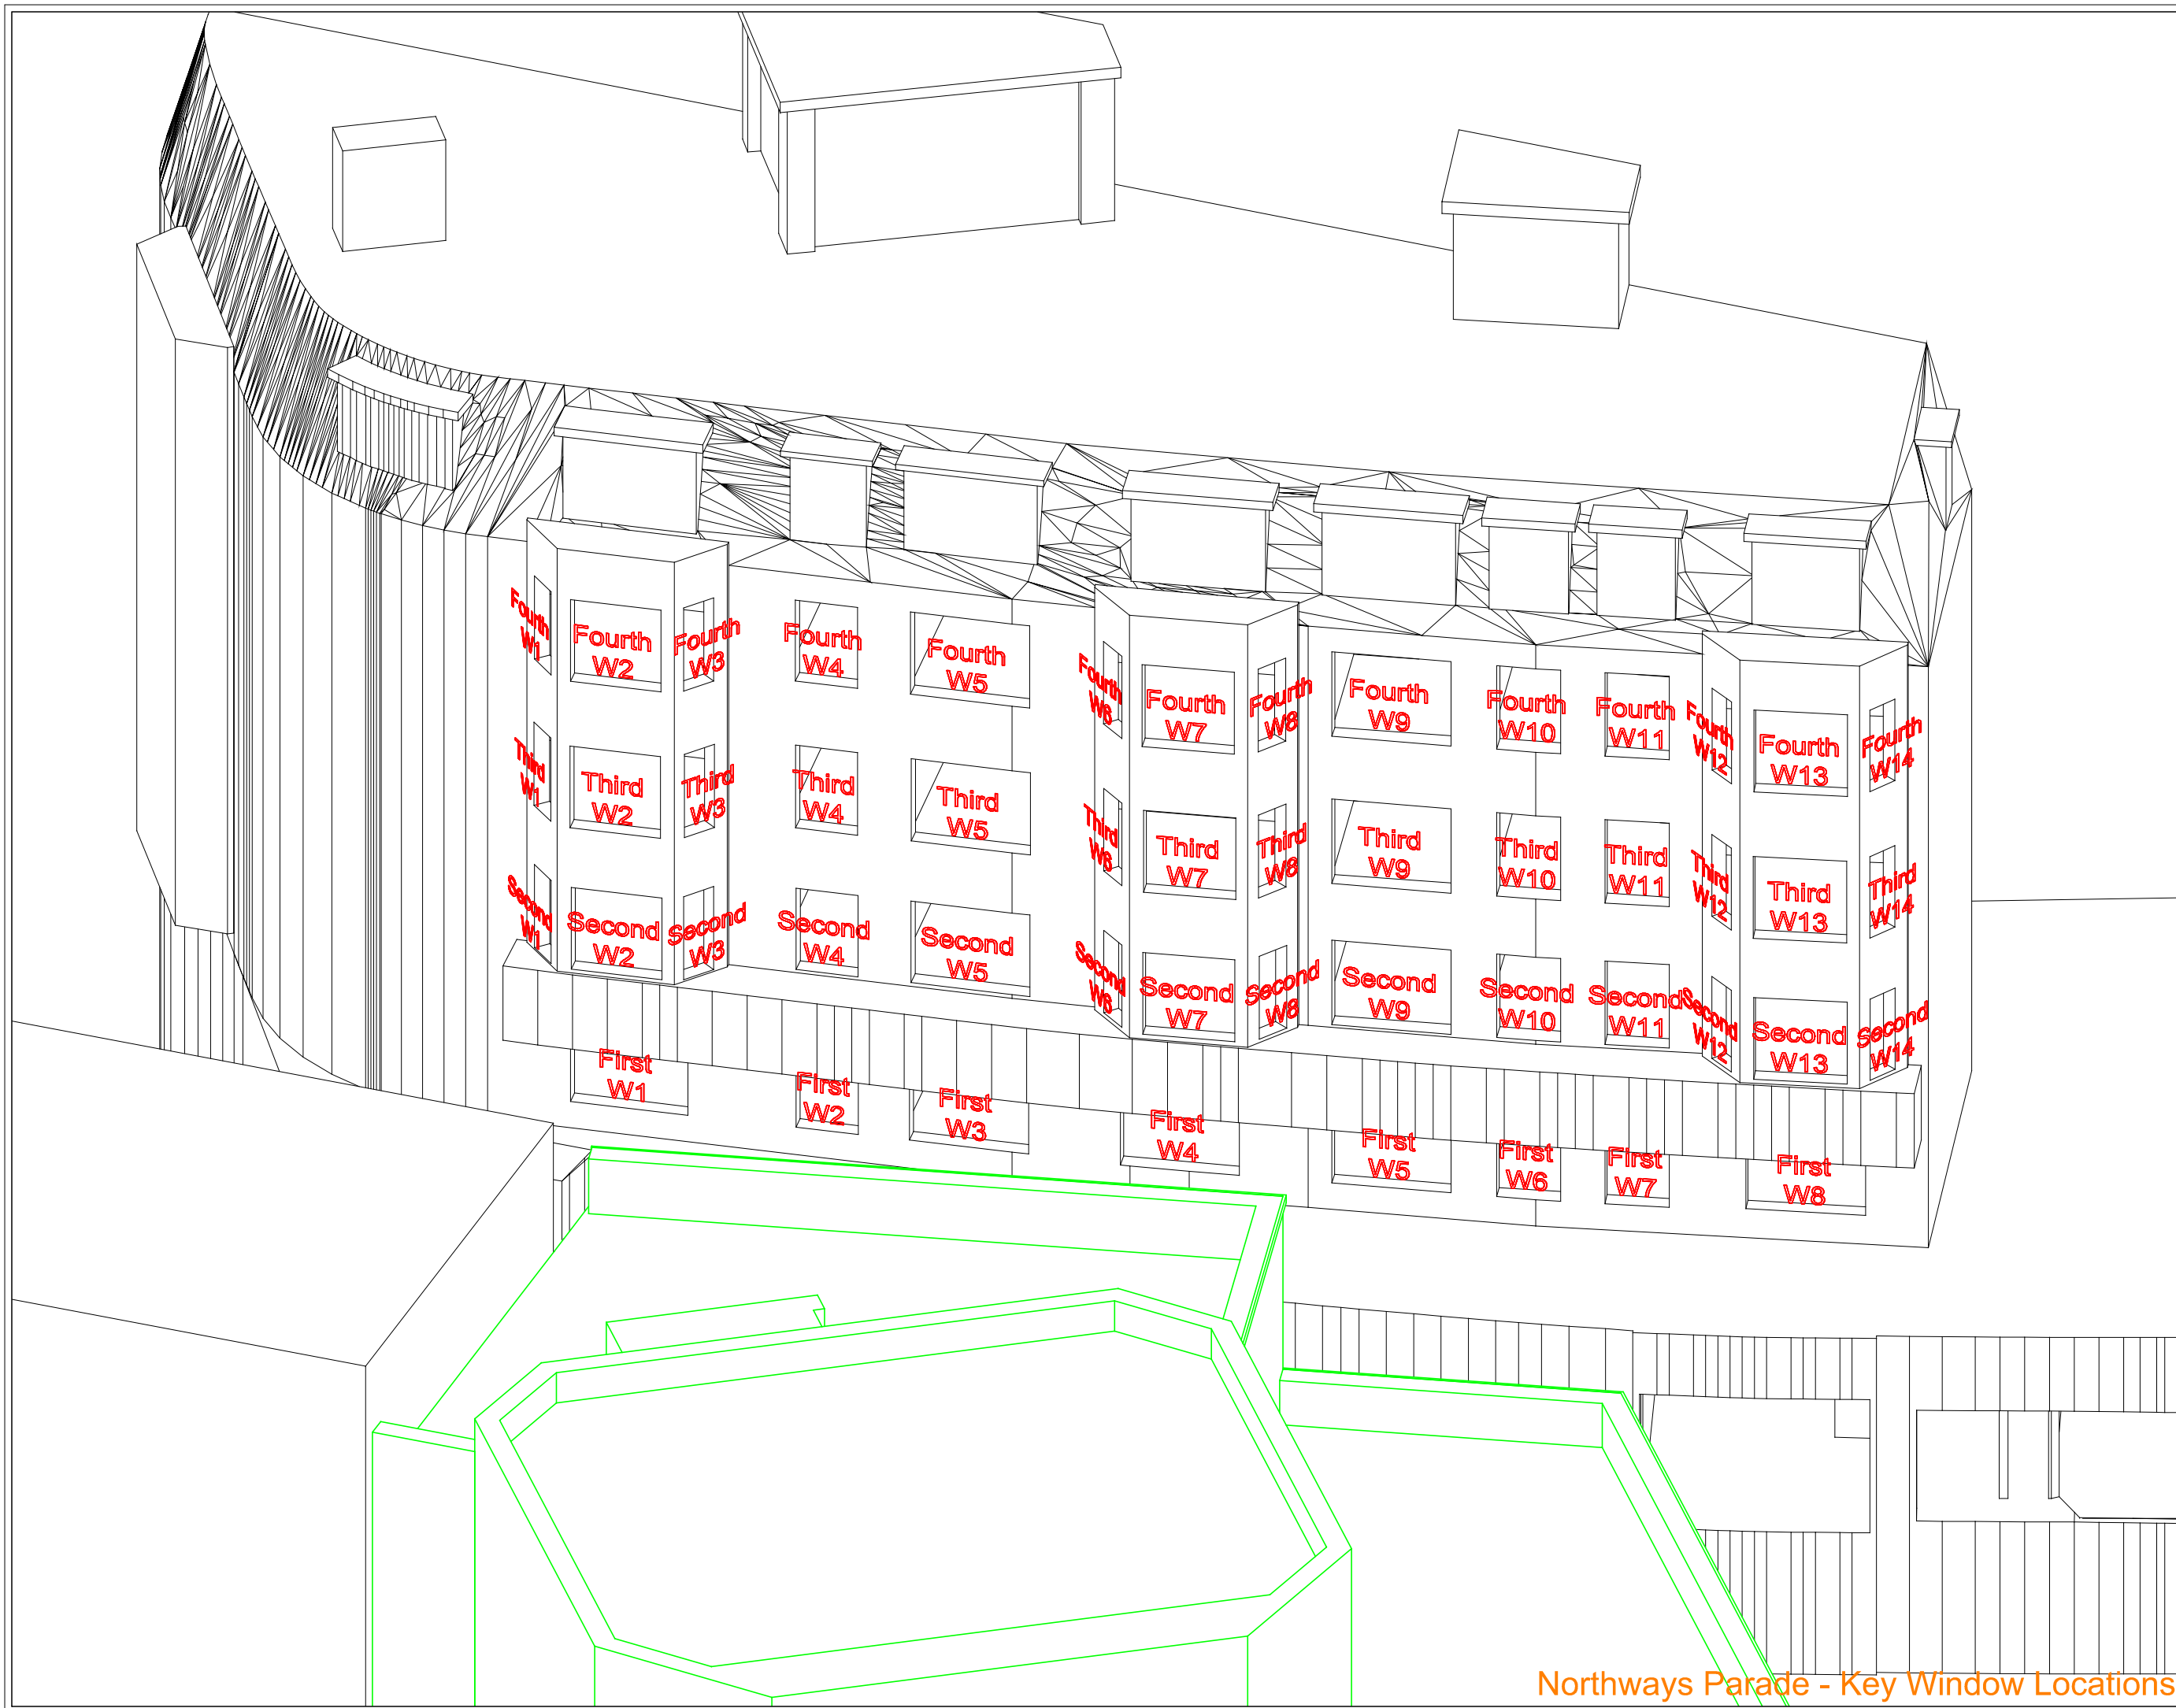 Fourth
W1
Fourth
W2
Fourth
W3
Fourth
W4
Fourth
W5
Fourth
W6
Fourth
W7
Fourth
W8
Fourth
W9
Fourth
W10
Fourth
W11
Fourth
W12
Fourth
W13
Fourth
W14
Third
W1
Third
W2
Third
W3
Third
W4
Third
W5
Third
W6
Third
W7
Third
W8
Third
W9
Third
W10
Third
W11
Third
W12
Third
W13
Third
W14
Second
W1
Second
W2
Second
W3
Second
W4
Second
W5
Second
W6
Second
W7
Second
W8
Second
W9
Second
W10
Second
W11
Second
W12
Second
W13
Second
W14
First
W1
First
W2
First
W3
First
W4
First
W5
First
W6
First
W7
First
W8
Northways Parade - Key Window Locations